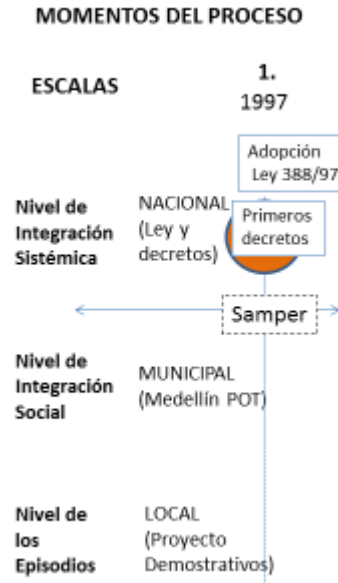 MOMENTOS DEL PROCESO
ESCALAS
1.
1997
Adopción
Ley 388/97
Nivel de
Integración
Sistémica
NACIONAL
(Ley y
decretos)
Primeros
decretos
Samper
Nivel de
Integración
Social
MUNICIPAL
(Medellín POT)
Nivel de
los
Episodios
LOCAL
(Proyecto
Demostrativos)